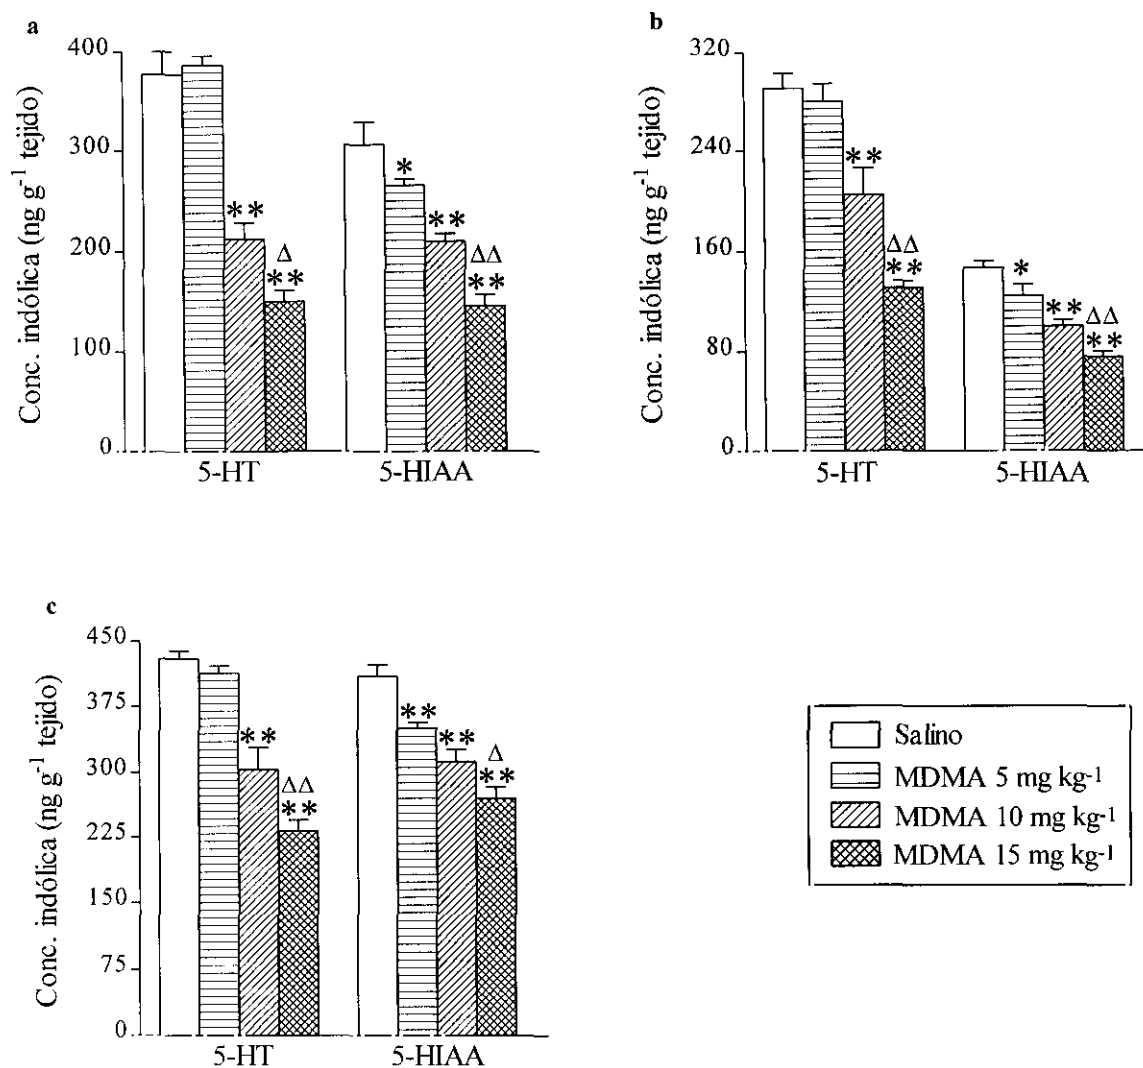 a
Conc. indólica (ng g⁻¹ tejido)
400
300
200
100
0
**
Δ
**
*
**
ΔΔ
**
5-HT 5-HIAA
b
Conc. indólica (ng g⁻¹ tejido)
320
240
160
80
0
**
ΔΔ
**
*
**
ΔΔ
**
5-HT 5-HIAA
c
Conc. indólica (ng g⁻¹ tejido)
450
375
300
225
150
75
0
**
ΔΔ
**
**
**
Δ
**
5-HT 5-HIAA
Salino
MDMA 5 mg kg⁻¹
MDMA 10 mg kg⁻¹
MDMA 15 mg kg⁻¹